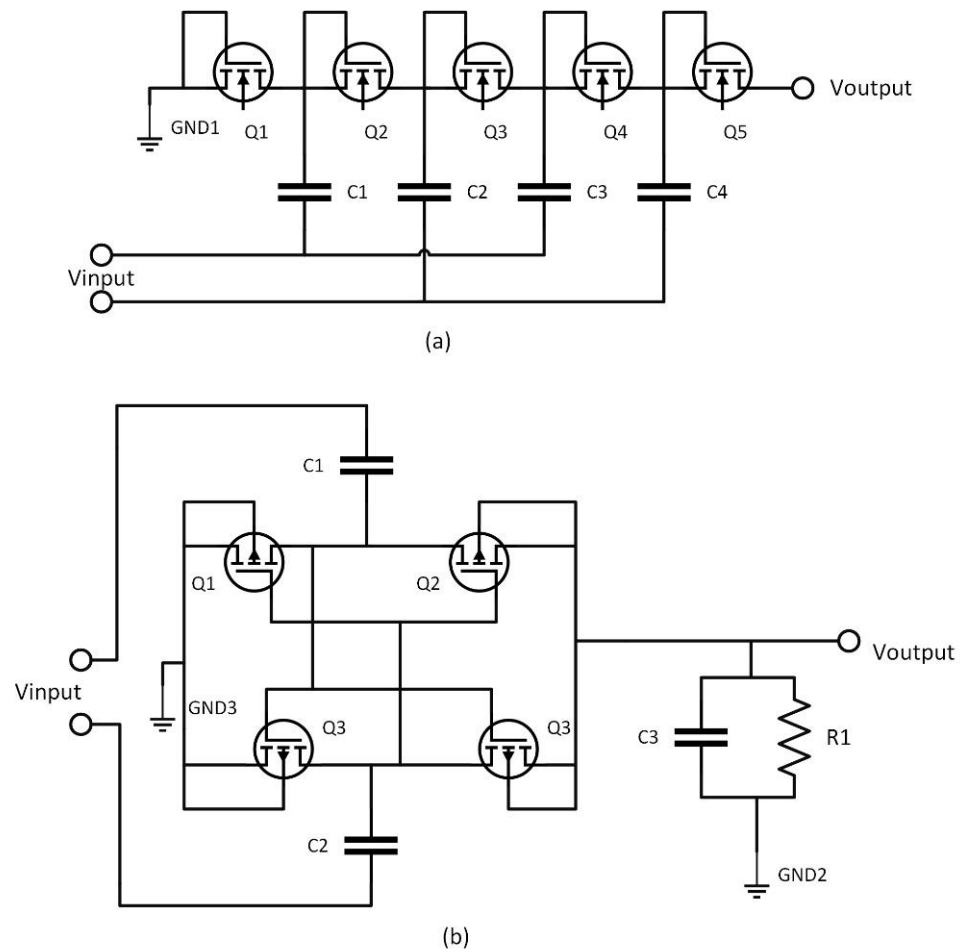 Voutput
GND1
Q1
Q2
Q3
Q4
Q5
C1
C2
C3
C4
Vinput
(a)
C1
Q1
Q2
Vinput
Voutput
GND3
Q3
Q3
C3
R1
C2
GND2
(b)